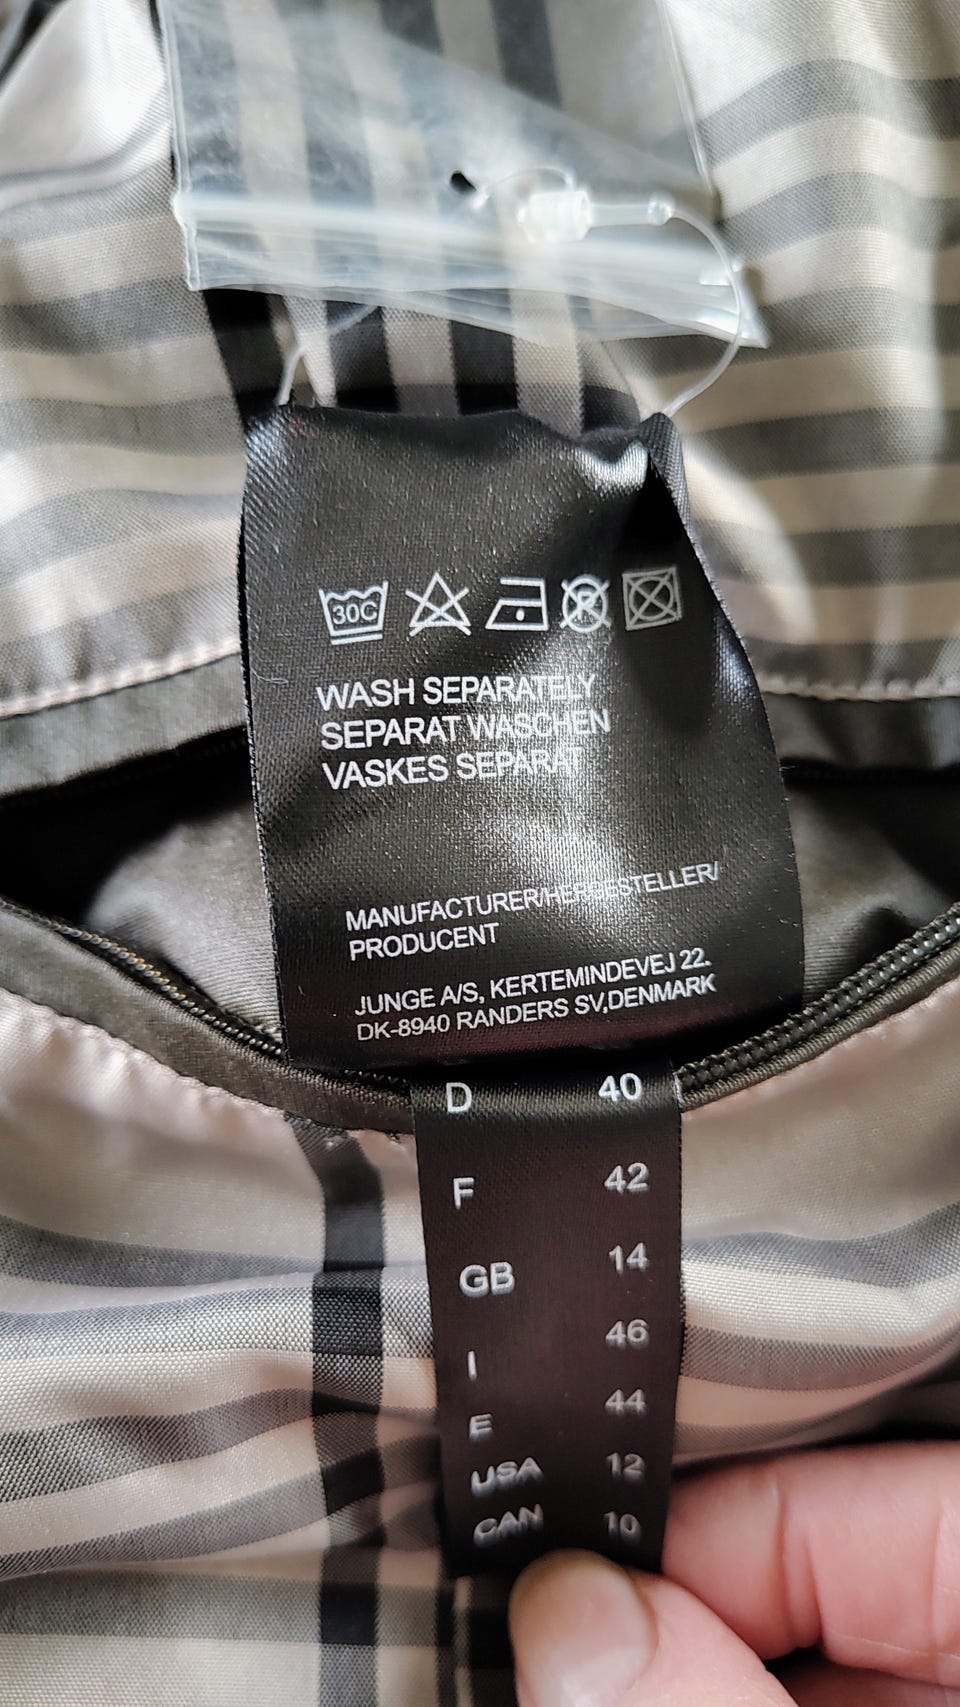 30C P
WASH SEPARATELY
SEPARAT WASCHEN
VASKES SEPARAT
MANUFACTURER/HERRESTELLER/
PRODUCENT
JUNGE A/S, KERTEMINDEVEJ 22.
DK-8940 RANDERS SV,DENMARK
D 40
F 42
GB 14
I 46
E 44
USA 12
CAN 10